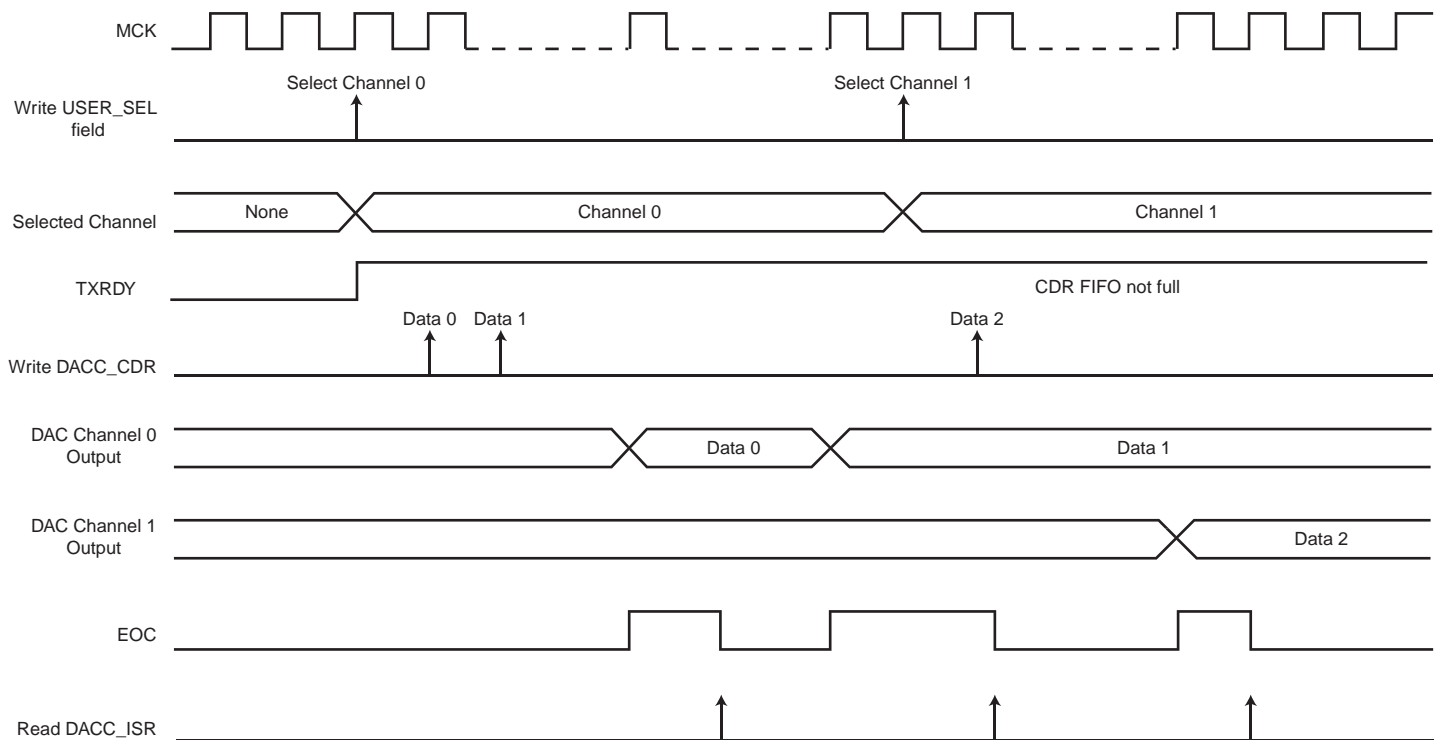 MCK
Select Channel 0
Select Channel 1
Write USER_SEL
field
Selected Channel
None
Channel 0
Channel 1
TXRDY
CDR FIFO not full
Data 0
Data 1
Data 2
Write DACC_CDR
DAC Channel 0
Output
Data 0
Data 1
DAC Channel 1
Output
Data 2
EOC
Read DACC_ISR